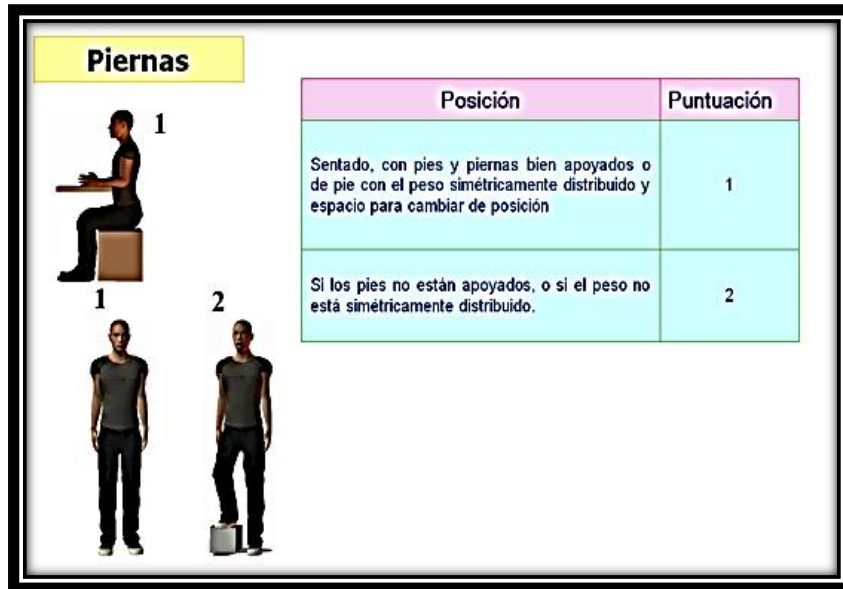 Piernas
1
1
2
Posición Puntuación
Sentado, con pies y piernas bien apoyados o
de pie con el peso simétricamente distribuido y
espacio para cambiar de posición
1
Si los pies no están apoyados, o si el peso no
está simétricamente distribuido.
2